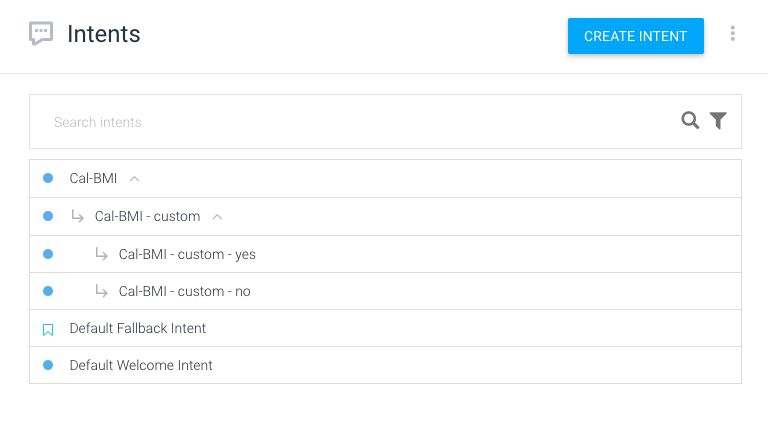 Intents
CREATE INTENT
Search intents
Cal-BMI
Cal-BMI - custom
Cal-BMI - custom - yes
Cal-BMI - custom - no
Default Fallback Intent
Default Welcome Intent